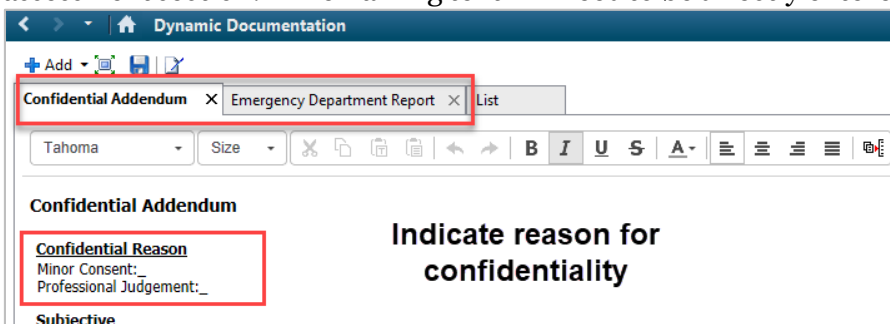 Dynamic Documentation
Add
Confidential Addendum X Emergency Department Report X List
Tahoma Size B I U S A
Confidential Addendum
Indicate reason for
confidentiality
Confidential Reason
Minor Consent:_
Professional Judgement:_
Subjective